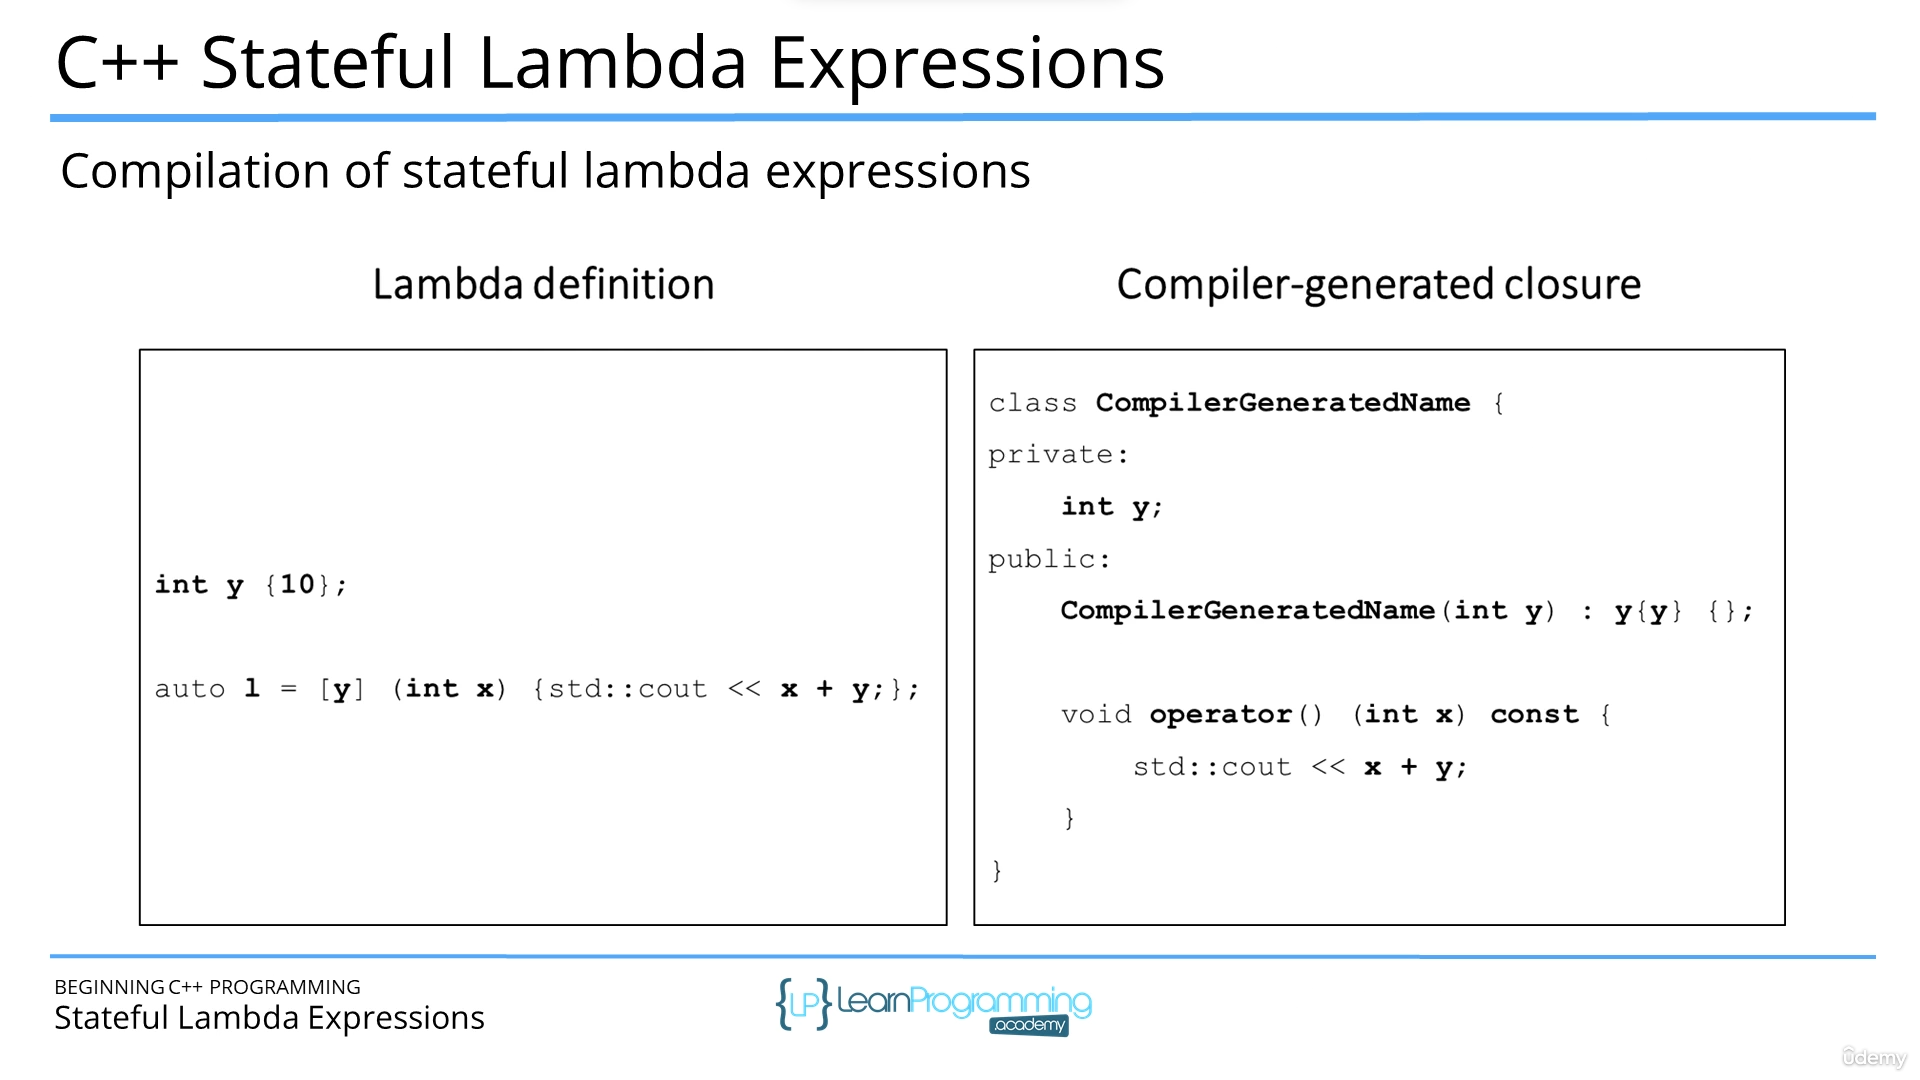 C++ Stateful Lambda Expressions
Compilation of stateful lambda expressions
Lambda definition
int y {10};
auto l = [y] (int x) {std::cout << x + y;};
Compiler-generated closure
class CompilerGeneratedName {
private:
    int y;
public:
    CompilerGeneratedName(int y) : y{y} {};
    void operator() (int x) const {
        std::cout << x + y;
    }
}
BEGINNING C++ PROGRAMMING
Stateful Lambda Expressions
{LP} LearnProgramming
academy
ûdemy